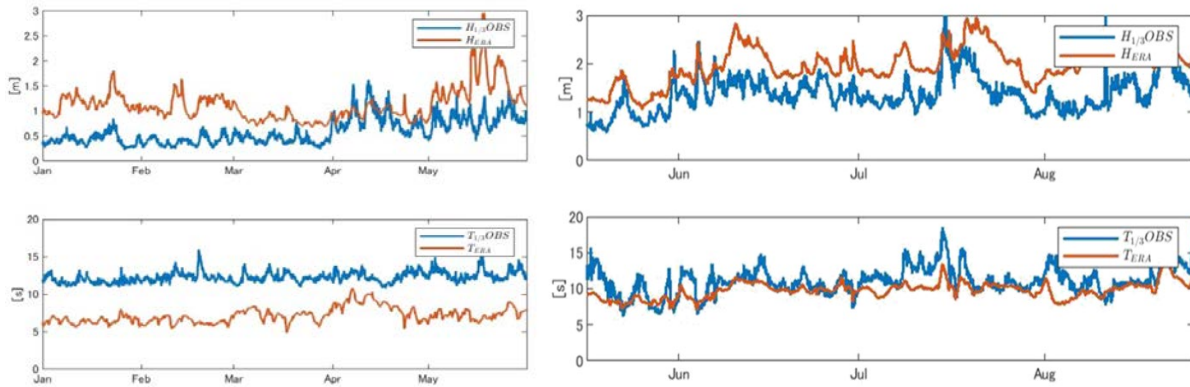 3
2.5
2
1.5
1
0.5
0
[m]
H1/3OBS
HERA
Jan Feb Mar Apr May
3
2
1
0
[m]
H1/3OBS
HERA
Jun Jul Aug
20
15
10
5
0
[s]
T1/3OBS
TERA
Jan Feb Mar Apr May
20
15
10
5
0
[s]
T1/3OBS
TERA
Jun Jul Aug